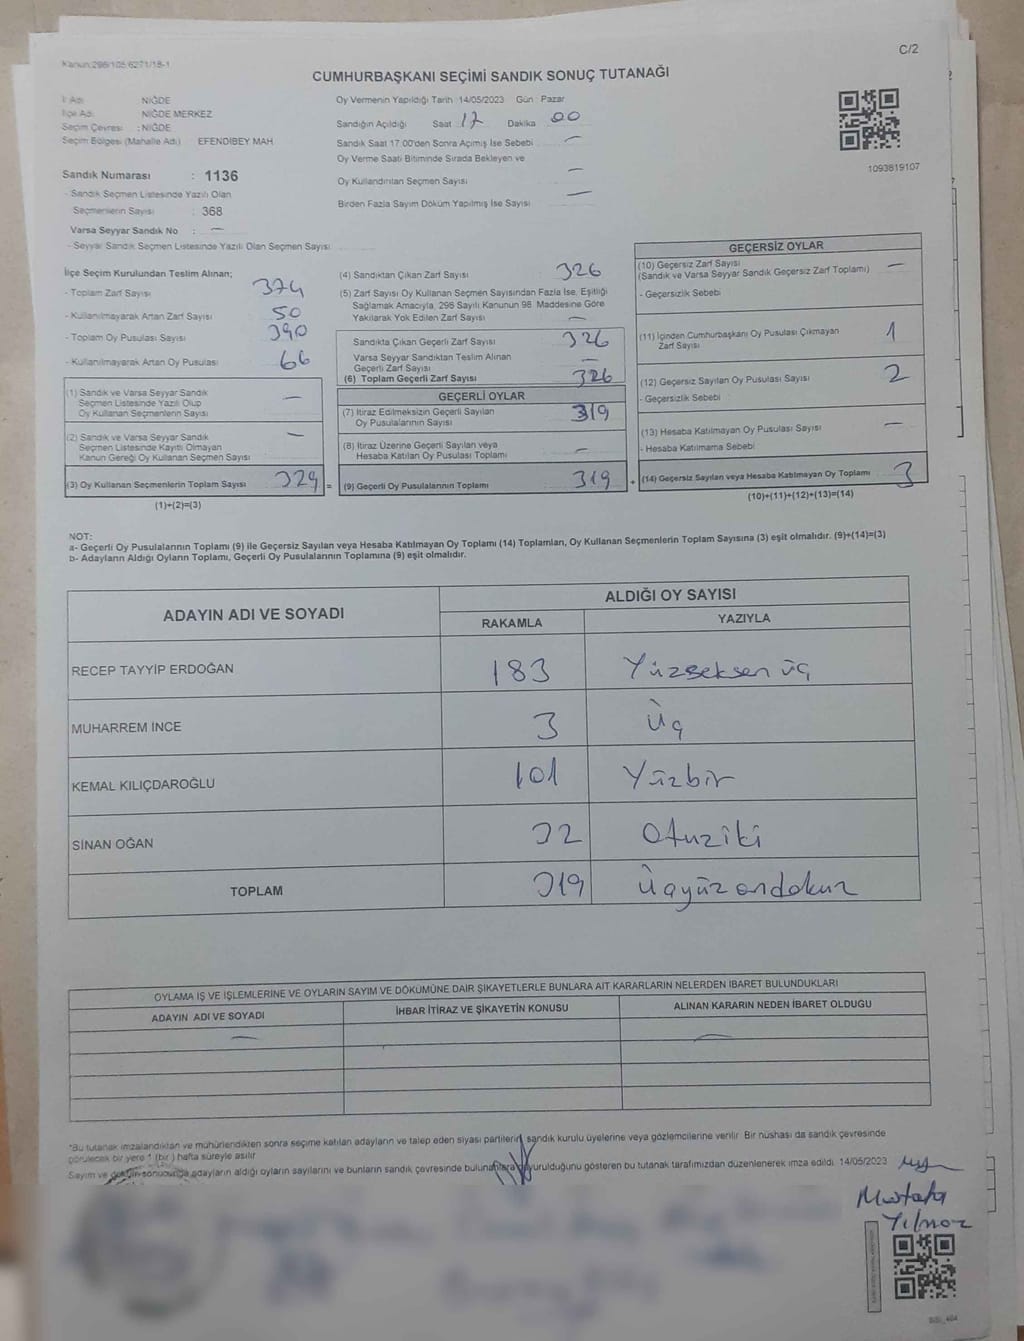 C/2
Kanun:298/105 6271/18-1
CUMHURBAŞKANI SEÇİMİ SANDIK SONUÇ TUTANAĞI
İl Adı NİĞDE
İlçe Adı NİĞDE MERKEZ
Seçim Çevresi : NİĞDE
Seçim Bölgesi (Mahalle Adı) EFENDİBEY MAH
Oy Vermenin Yapıldığı Tarih 14/05/2023 Gün : Pazar
Sandığın Açıldığı Saat 17 Dakika 00
Sandık Saat 17:00'den Sonra Açımış İse Sebebi —
Oy Verme Saati Bitiminde Sırada Bekleyen ve
Oy Kullandırılan Seçmen Sayısı —
Birden Fazla Sayım Döküm Yapılmış İse Sayısı —
1093819107
Sandık Numarası : 1136
- Sandık Seçmen Listesinde Yazılı Olan
Seçmenlerin Sayısı : 368
Varsa Seyyar Sandık No : —
- Seyyar Sandık Seçmen Listesinde Yazılı Olan Seçmen Sayısı
İlçe Seçim Kurulundan Teslim Alınan;
- Toplam Zarf Sayısı 374
- Kullanılmayarak Artan Zarf Sayısı 50
- Toplam Oy Pusulası Sayısı 390
- Kullanılmayarak Artan Oy Pusulası 66
(1) Sandık ve Varsa Seyyar Sandık
Seçmen Listesinde Yazılı Olup
Oy Kullanan Seçmenlerin Sayısı —
(2) Sandık ve Varsa Seyyar Sandık
Seçmen Listesinde Kayıtlı Olmayan
Kanun Gereği Oy Kullanan Seçmen Sayısı —
(3) Oy Kullanan Seçmenlerin Toplam Sayısı 324 =
(1)+(2)=(3)
(4) Sandıktan Çıkan Zarf Sayısı 326
(5) Zarf Sayısı Oy Kullanan Seçmen Sayısından Fazla İse, Eşitliği
Sağlamak Amacıyla, 298 Sayılı Kanunun 98. Maddesine Göre
Yakılarak Yok Edilen Zarf Sayısı —
Sandıkta Çıkan Geçerli Zarf Sayısı 326
Varsa Seyyar Sandıktan Teslim Alınan
Geçerli Zarf Sayısı —
(6) Toplam Geçerli Zarf Sayısı 326
GEÇERLİ OYLAR
(7) İtiraz Edilmeksizin Geçerli Sayılan
Oy Pusulalarının Sayısı 319
(8) İtiraz Üzerine Geçerli Sayılan veya
Hesaba Katılan Oy Pusulası Toplamı —
(9) Geçerli Oy Pusulalarının Toplamı 319 +
GEÇERSİZ OYLAR
(10) Geçersiz Zarf Sayısı
(Sandık ve Varsa Seyyar Sandık Geçersiz Zarf Toplamı) —
- Geçersizlik Sebebi
(11) İçinden Cumhurbaşkanı Oy Pusulası Çıkmayan
Zarf Sayısı 1
(12) Geçersiz Sayılan Oy Pusulası Sayısı 2
- Geçersizlik Sebebi
(13) Hesaba Katılmayan Oy Pusulası Sayısı —
- Hesaba Katılmama Sebebi
(14) Geçersiz Sayılan veya Hesaba Katılmayan Oy Toplamı 3
(10)+(11)+(12)+(13)=(14)
NOT:
a- Geçerli Oy Pusulalarının Toplamı (9) ile Geçersiz Sayılan veya Hesaba Katılmayan Oy Toplamı (14) Toplamları, Oy Kullanan Seçmenlerin Toplam Sayısına (3) eşit olmalıdır. (9)+(14)=(3)
b- Adayların Aldığı Oyların Toplamı, Geçerli Oy Pusulalarının Toplamına (9) eşit olmalıdır.
ADAYIN ADI VE SOYADI
ALDIĞI OY SAYISI
RAKAMLA YAZIYLA
RECEP TAYYİP ERDOĞAN 183 Yüzseksen üç
MUHARREM İNCE 3 Üç
KEMAL KILIÇDAROĞLU 101 Yüzbir
SİNAN OĞAN 32 Otuziki
TOPLAM 319 Üçyüzondokuz
OYLAMA İŞ VE İŞLEMLERİNE VE OYLARIN SAYIM VE DÖKÜMÜNE DAİR ŞİKAYETLERLE BUNLARA AİT KARARLARIN NELERDEN İBARET BULUNDUKLARI
ADAYIN ADI VE SOYADI İHBAR İTİRAZ VE ŞİKAYETİN KONUSU ALINAN KARARIN NEDEN İBARET OLDUĞU
— —
*Bu tutanak imzalandıktan ve mühürlendikten sonra seçime katılan adayların ve talep eden siyasi partilerin sandık kurulu üyelerine veya gözlemcilerine verilir. Bir nüshası da sandık çevresinde
görülecek bir yere 1 (bir) hafta süreyle asılır.
Sayım ve döküm sonucunda adayların aldığı oyların sayılarını ve bunların sandık çevresinde bulunanlara duyurulduğunu gösteren bu tutanak tarafımızdan düzenlenerek imza edildi. 14/05/2023
Mustafa
Yılmaz